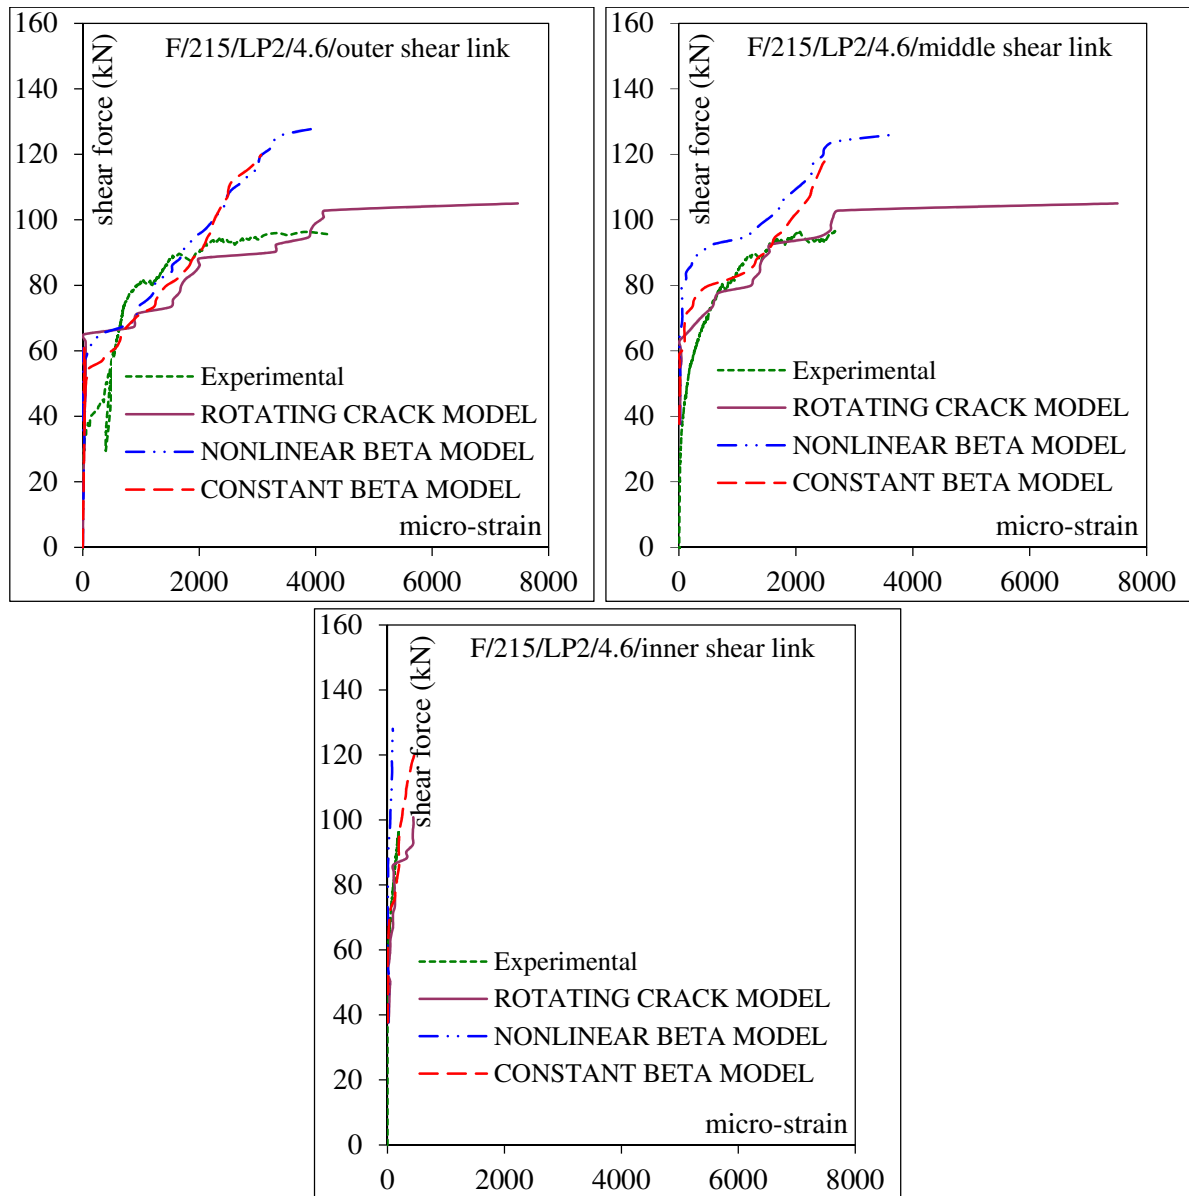 F/215/LP2/4.6/outer shear link
shear force (kN)
160
140
120
100
80
60
40
20
0
Experimental
ROTATING CRACK MODEL
NONLINEAR BETA MODEL
CONSTANT BETA MODEL
micro-strain
0 2000 4000 6000 8000
F/215/LP2/4.6/middle shear link
shear force (kN)
160
140
120
100
80
60
40
20
0
Experimental
ROTATING CRACK MODEL
NONLINEAR BETA MODEL
CONSTANT BETA MODEL
micro-strain
0 2000 4000 6000 8000
F/215/LP2/4.6/inner shear link
shear force (kN)
160
140
120
100
80
60
40
20
0
Experimental
ROTATING CRACK MODEL
NONLINEAR BETA MODEL
CONSTANT BETA MODEL
micro-strain
0 2000 4000 6000 8000